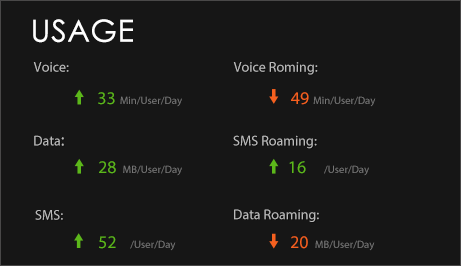 USAGE
Voice:
33 Min/User/Day
Voice Roming:
49 Min/User/Day
Data:
28 MB/User/Day
SMS Roaming:
16 /User/Day
SMS:
52 /User/Day
Data Roaming:
20 MB/User/Day